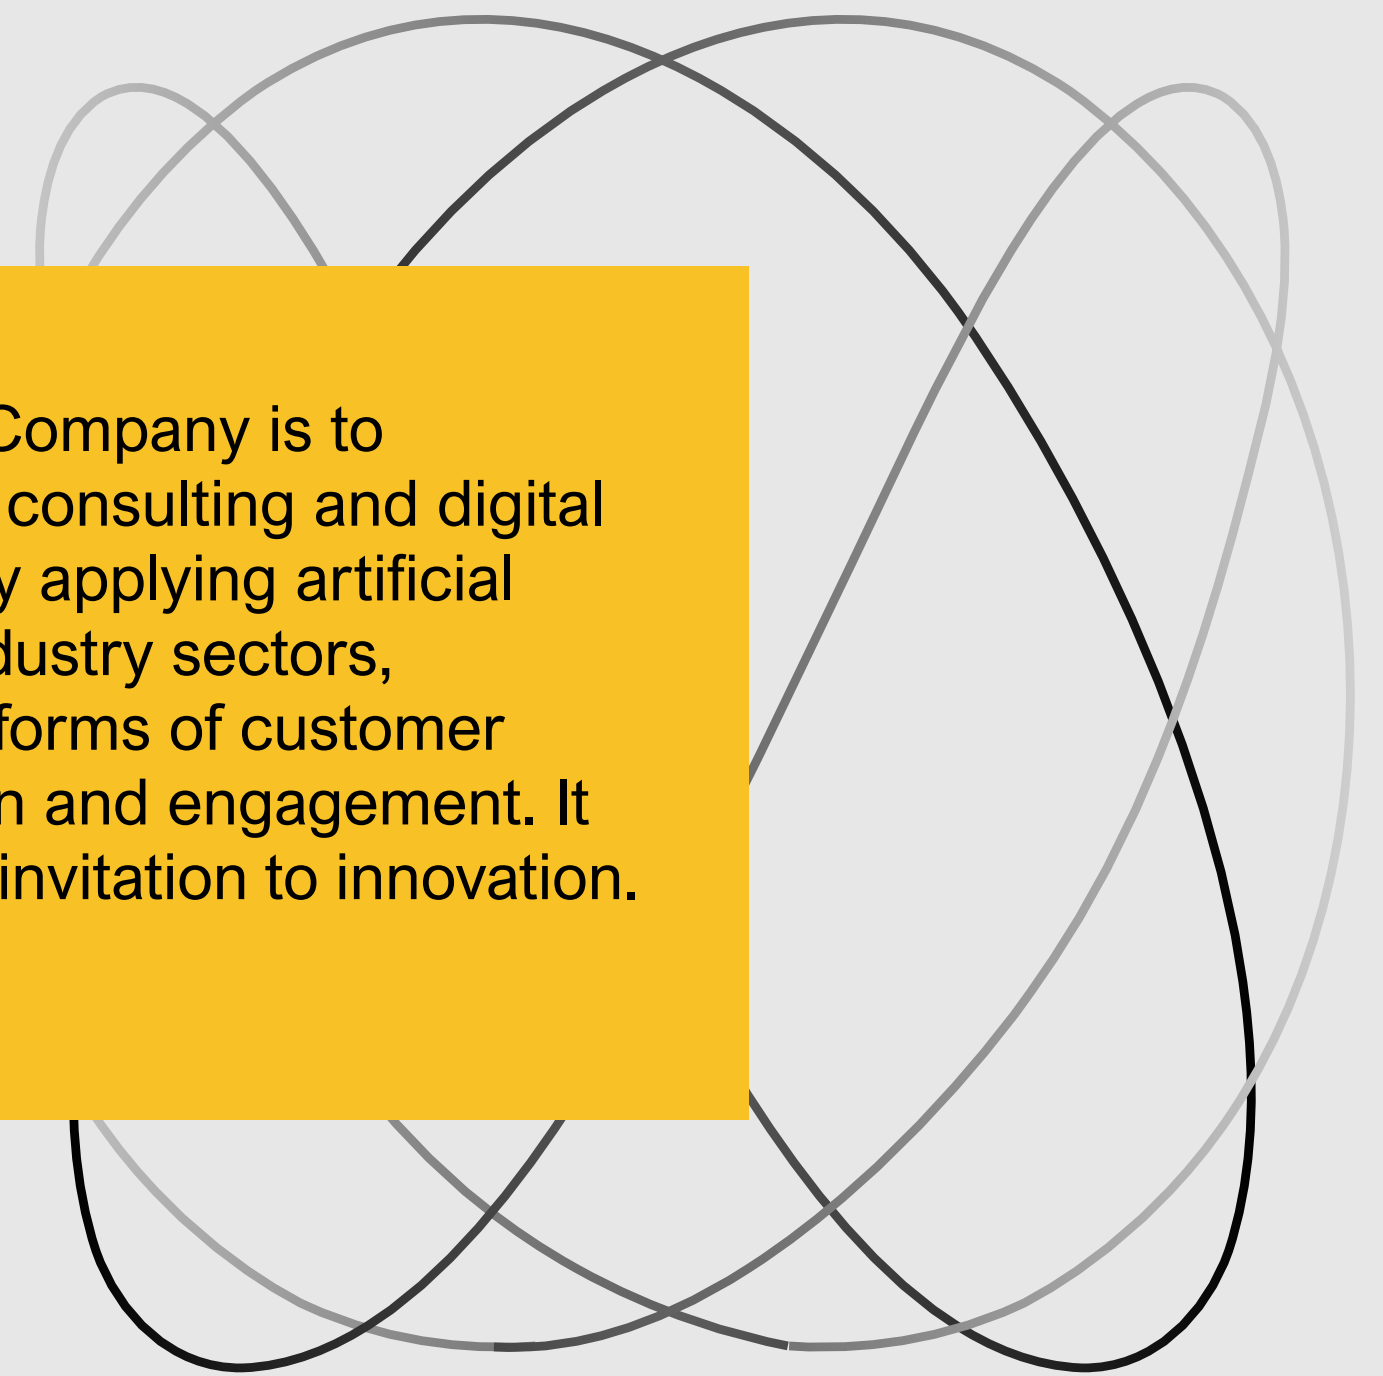 Company is to
consulting and digital
y applying artificial
dustry sectors,
forms of customer
n and engagement. It
invitation to innovation.